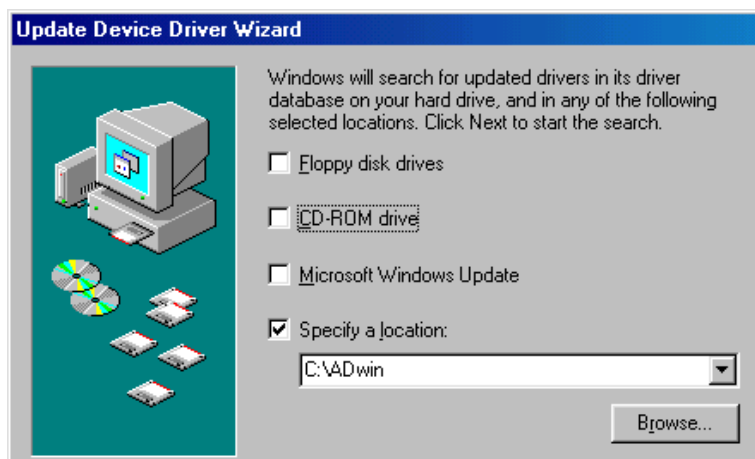 Update Device Driver Wizard
Windows will search for updated drivers in its driver
database on your hard drive, and in any of the following
selected locations. Click Next to start the search.
Floppy disk drives
CD-ROM drive
Microsoft Windows Update
Specify a location:
C:\ADwin
Browse...